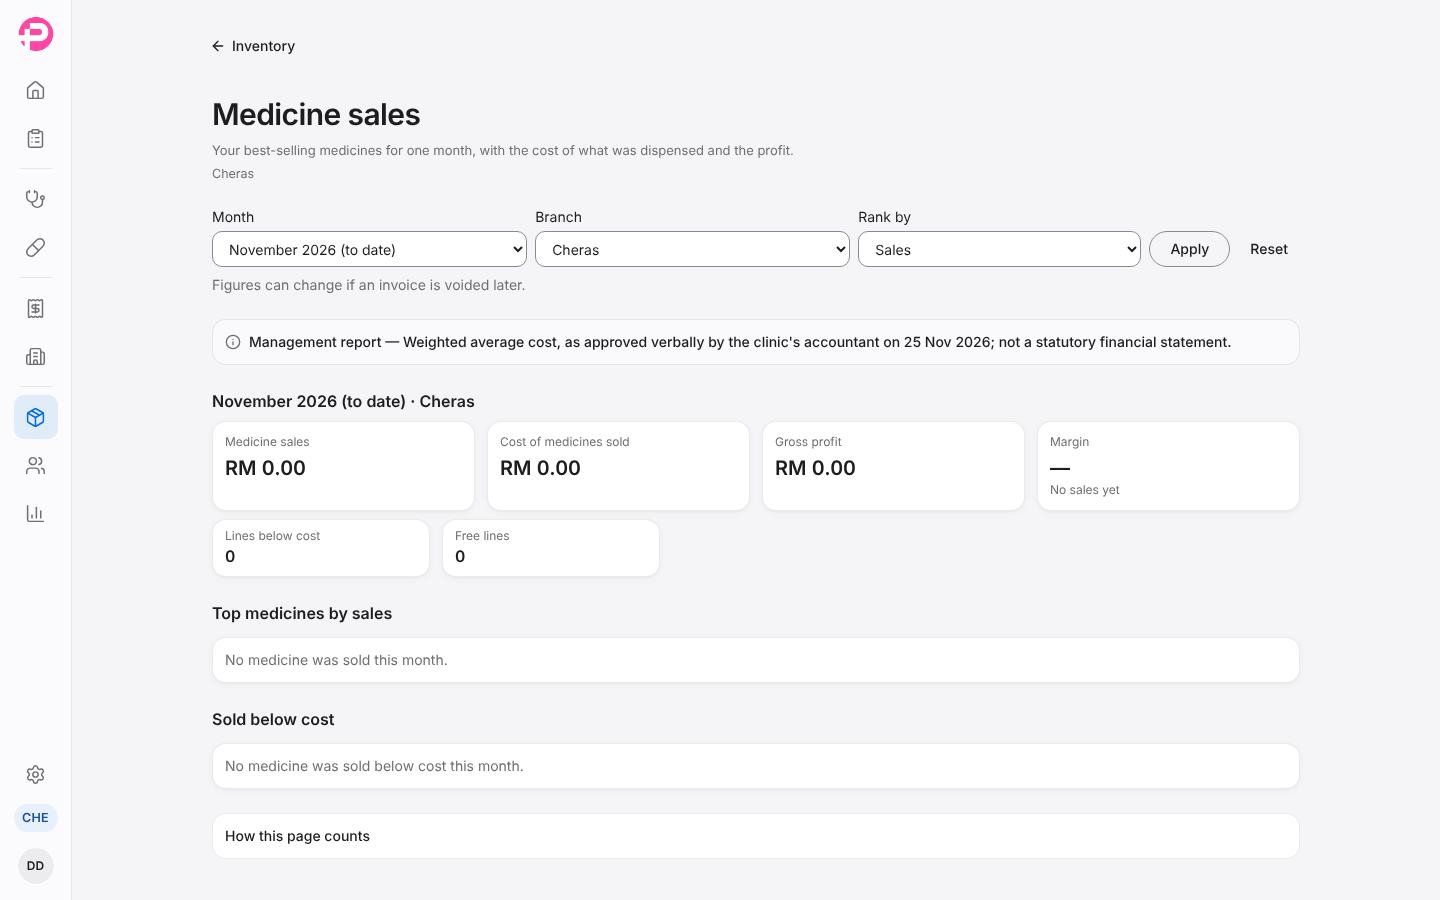 Inventory
Medicine sales
Your best-selling medicines for one month, with the cost of what was dispensed and the profit.
Cheras
Month
Branch
Rank by
November 2026 (to date)
Cheras
Sales
Apply
Reset
Figures can change if an invoice is voided later.
Management report — Weighted average cost, as approved verbally by the clinic's accountant on 25 Nov 2026; not a statutory financial statement.
November 2026 (to date) · Cheras
Medicine sales
RM 0.00
Cost of medicines sold
RM 0.00
Gross profit
RM 0.00
Margin
—
No sales yet
Lines below cost
0
Free lines
0
Top medicines by sales
No medicine was sold this month.
Sold below cost
No medicine was sold below cost this month.
How this page counts
CHE
DD